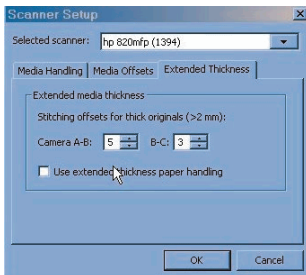 Scanner Setup
Selected scanner: hp 820mfp (1394)
Media Handling Media Offsets Extended Thickness
Extended media thickness
Stitching offsets for thick originals (>2 mm):
Camera A-B: 5 B-C: 3
Use extended thickness paper handling
OK Cancel